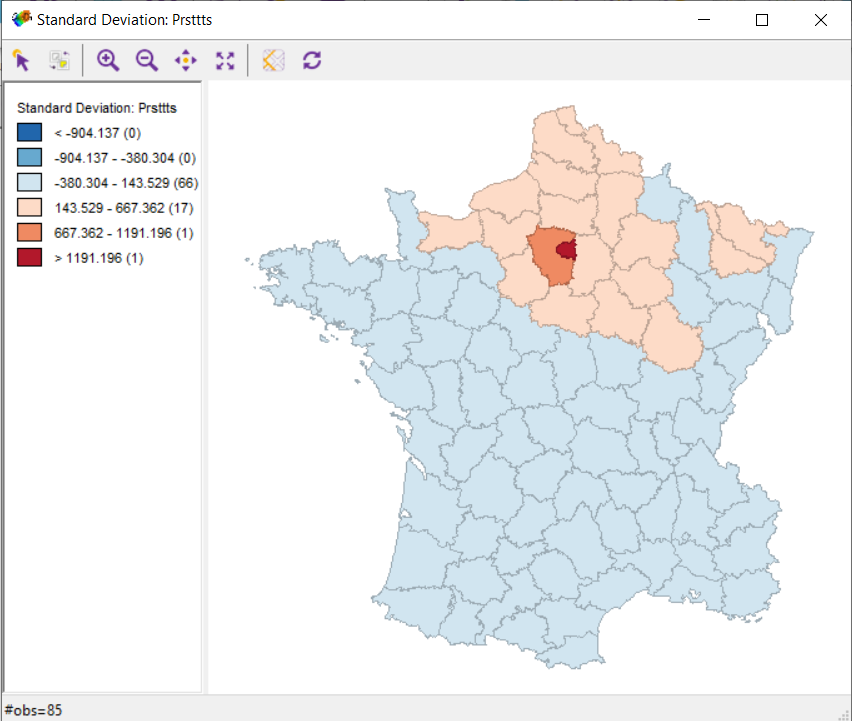 Standard Deviation: Prsttts
Standard Deviation: Prsttts
< -904.137 (0)
-904.137 - -380.304 (0)
-380.304 - 143.529 (66)
143.529 - 667.362 (17)
667.362 - 1191.196 (1)
> 1191.196 (1)
#obs=85